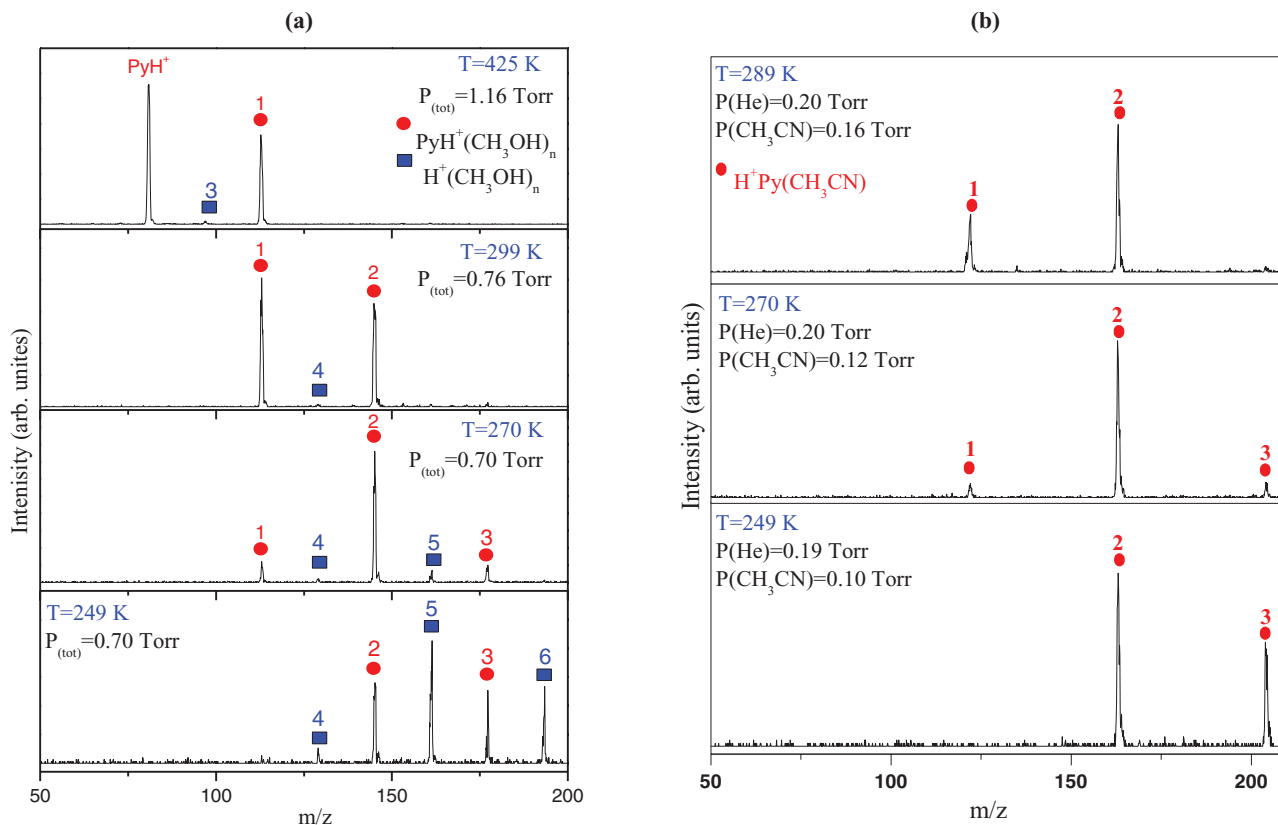 (a)
PyH⁺
T=425 K
P₍tot₎=1.16 Torr
PyH⁺(CH₃OH)ₙ
H⁺(CH₃OH)ₙ
1
3
T=299 K
P₍tot₎=0.76 Torr
1
2
4
T=270 K
P₍tot₎=0.70 Torr
2
1
4
5
3
T=249 K
P₍tot₎=0.70 Torr
5
2
3
6
4
50 100 150 200
m/z
Intenisity (arb. unites)
(b)
T=289 K
P(He)=0.20 Torr
P(CH₃CN)=0.16 Torr
H⁺Py(CH₃CN)
2
1
T=270 K
P(He)=0.20 Torr
P(CH₃CN)=0.12 Torr
2
1
3
T=249 K
P(He)=0.19 Torr
P(CH₃CN)=0.10 Torr
2
3
50 100 150 200
m/z
Intensity (arb. units)